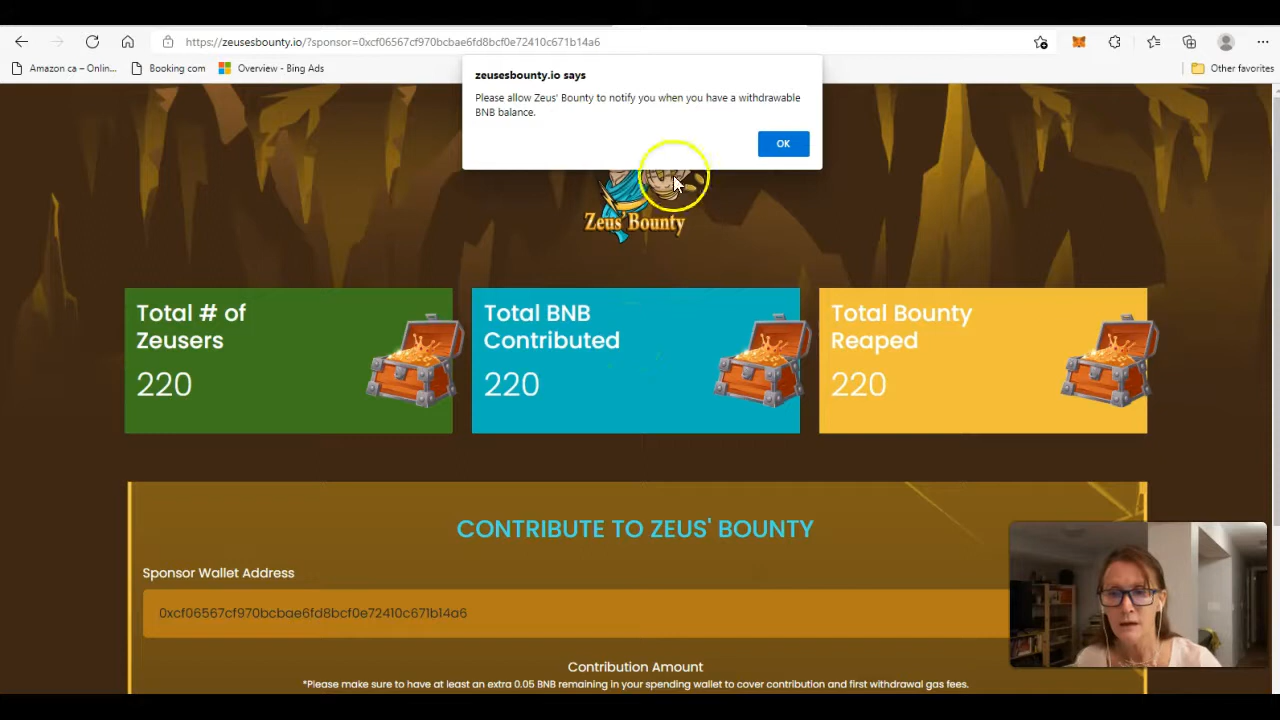 https://zeusesbounty.io/?sponsor=0xcf06567cf970bcbae6fd8bcf0e72410c671b14a6
Amazon ca – Onlin...
Booking com
Overview - Bing Ads
Other favorites
zeusesbounty.io says
Please allow Zeus' Bounty to notify you when you have a withdrawable
BNB balance.
OK
Zeus' Bounty
Total # of
Zeusers
220
Total BNB
Contributed
220
Total Bounty
Reaped
220
CONTRIBUTE TO ZEUS' BOUNTY
Sponsor Wallet Address
0xcf06567cf970bcbae6fd8bcf0e72410c671b14a6
Contribution Amount
*Please make sure to have at least an extra 0.05 BNB remaining in your spending wallet to cover contribution and first withdrawal gas fees.